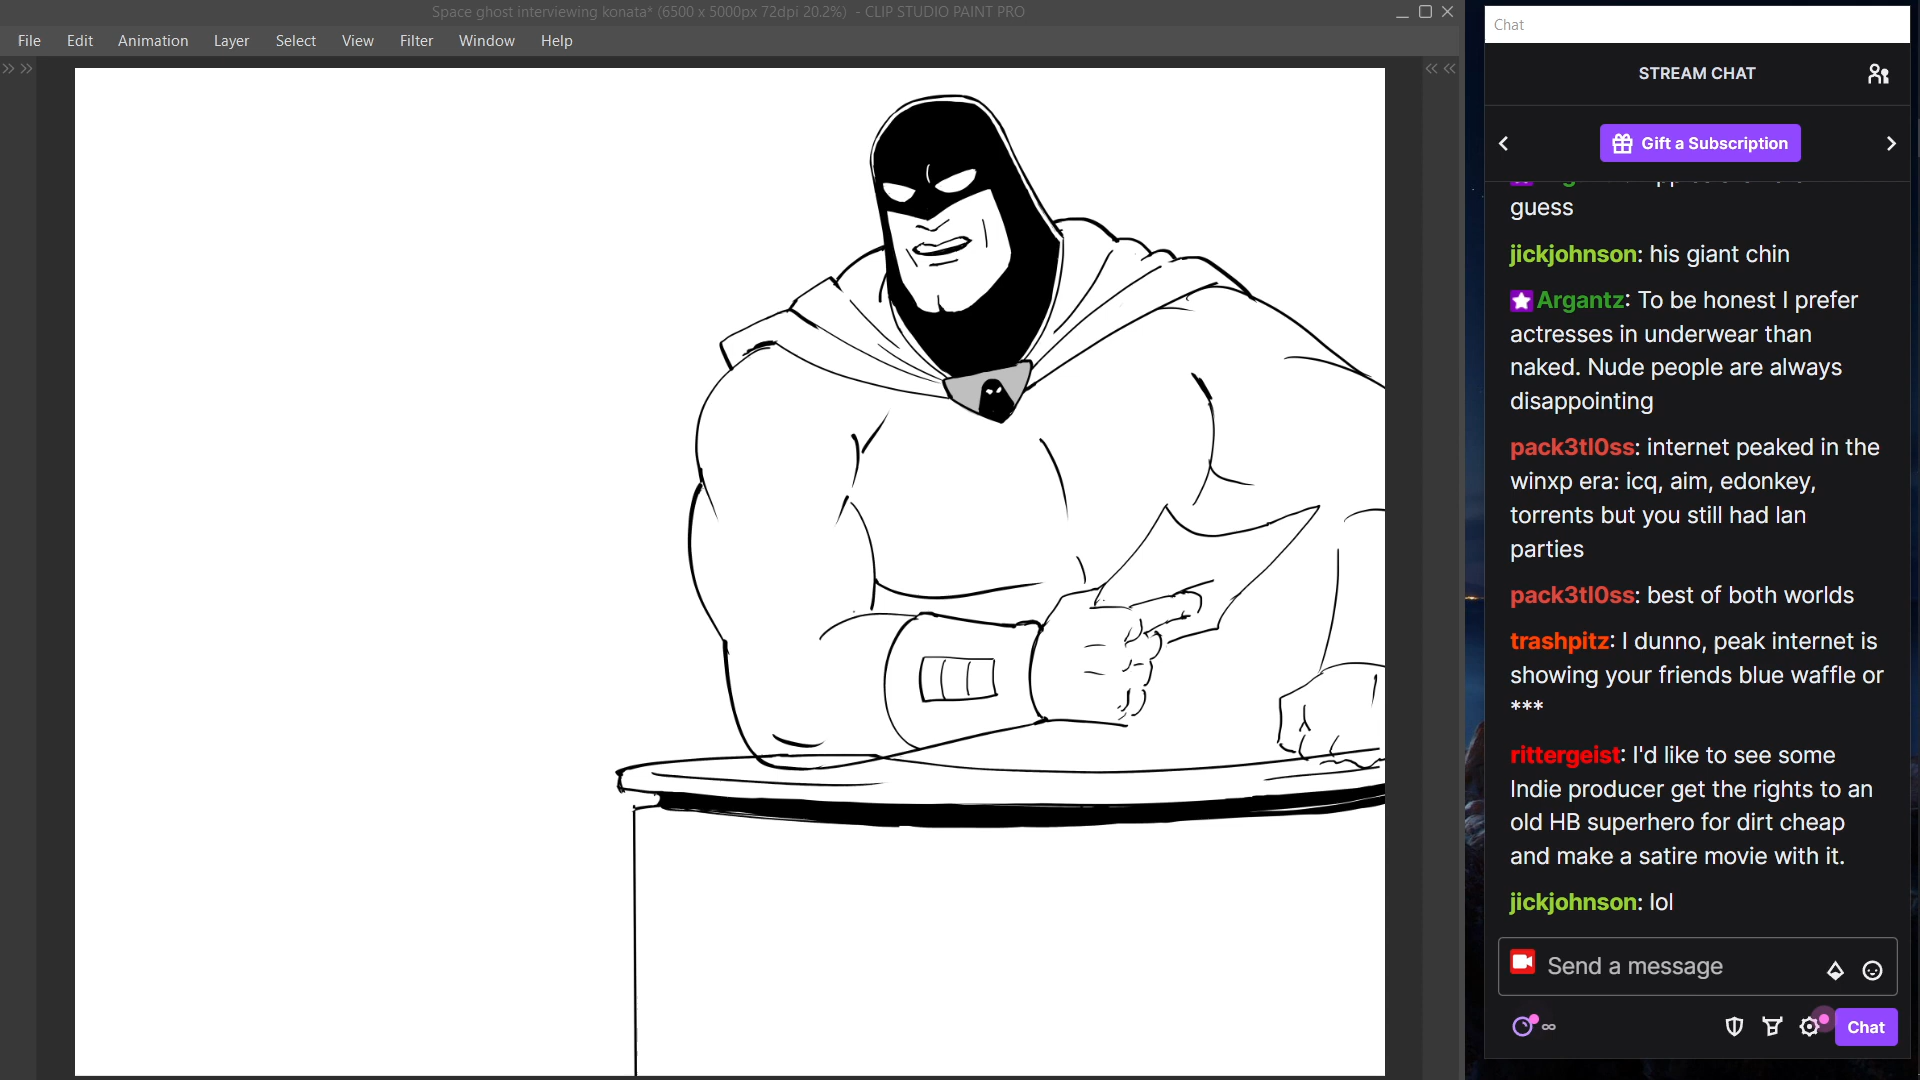 Space ghost interviewing konata* (6500 x 5000px 72dpi 20.2%) - CLIP STUDIO PAINT PRO
File Edit Animation Layer Select View Filter Window Help
Chat
STREAM CHAT
Gift a Subscription
guess
jickjohnson: his giant chin
Argantz: To be honest I prefer
actresses in underwear than
naked. Nude people are always
disappointing
pack3tl0ss: internet peaked in the
winxp era: icq, aim, edonkey,
torrents but you still had lan
parties
pack3tl0ss: best of both worlds
trashpitz: I dunno, peak internet is
showing your friends blue waffle or
***
rittergeist: I'd like to see some
Indie producer get the rights to an
old HB superhero for dirt cheap
and make a satire movie with it.
jickjohnson: lol
Send a message
Chat